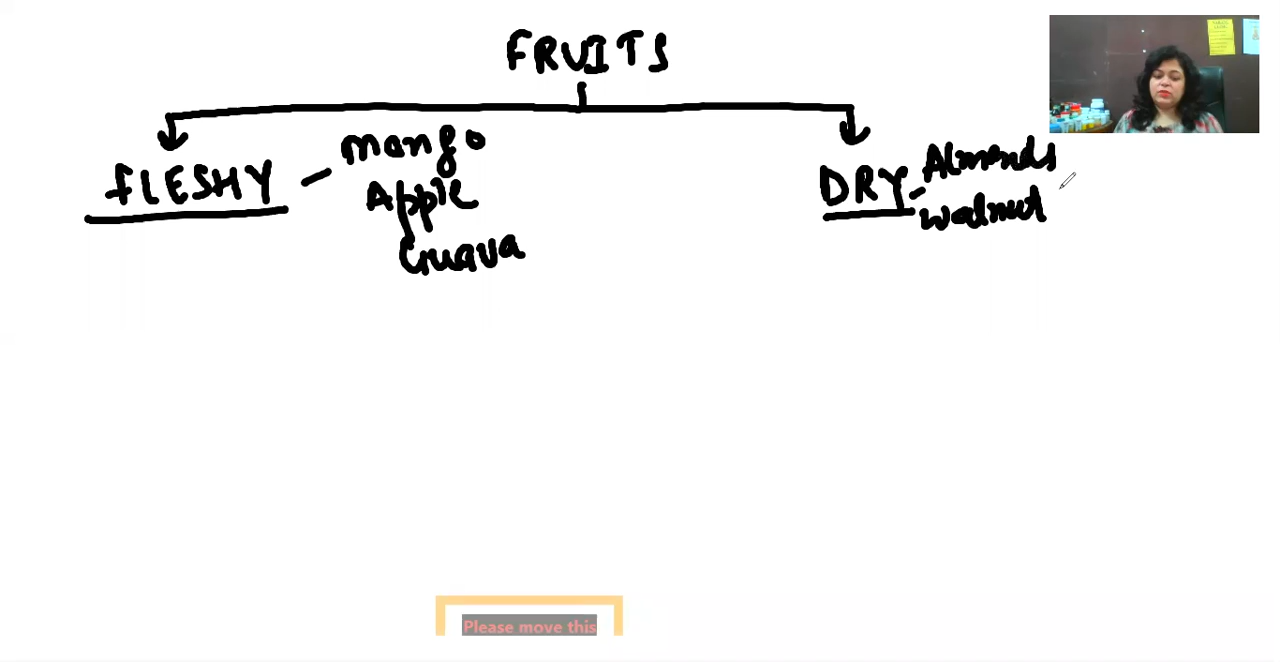 FRUITS
FLESHY - mango
Apple
Guava
DRY - Almonds
walnut
Please move this